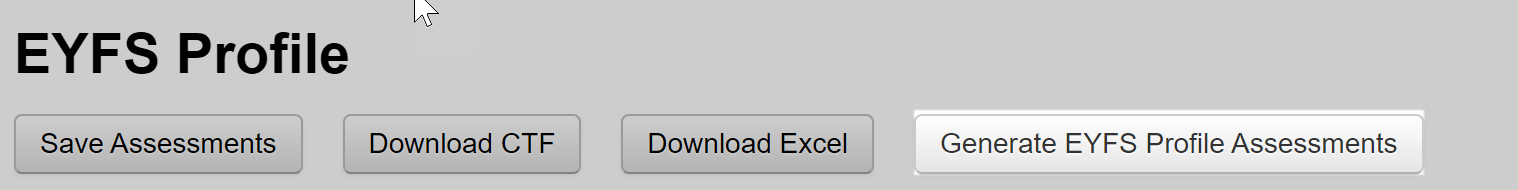 EYFS Profile
Save Assessments Download CTF Download Excel Generate EYFS Profile Assessments